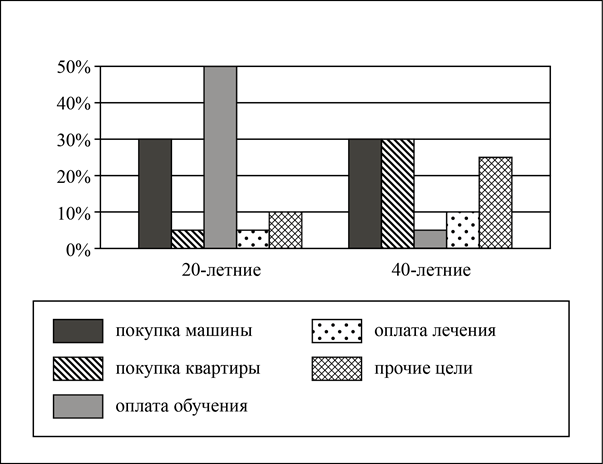 50%
40%
30%
20%
10%
0%
20-летние
40-летние
покупка машины
покупка квартиры
оплата обучения
оплата лечения
прочие цели